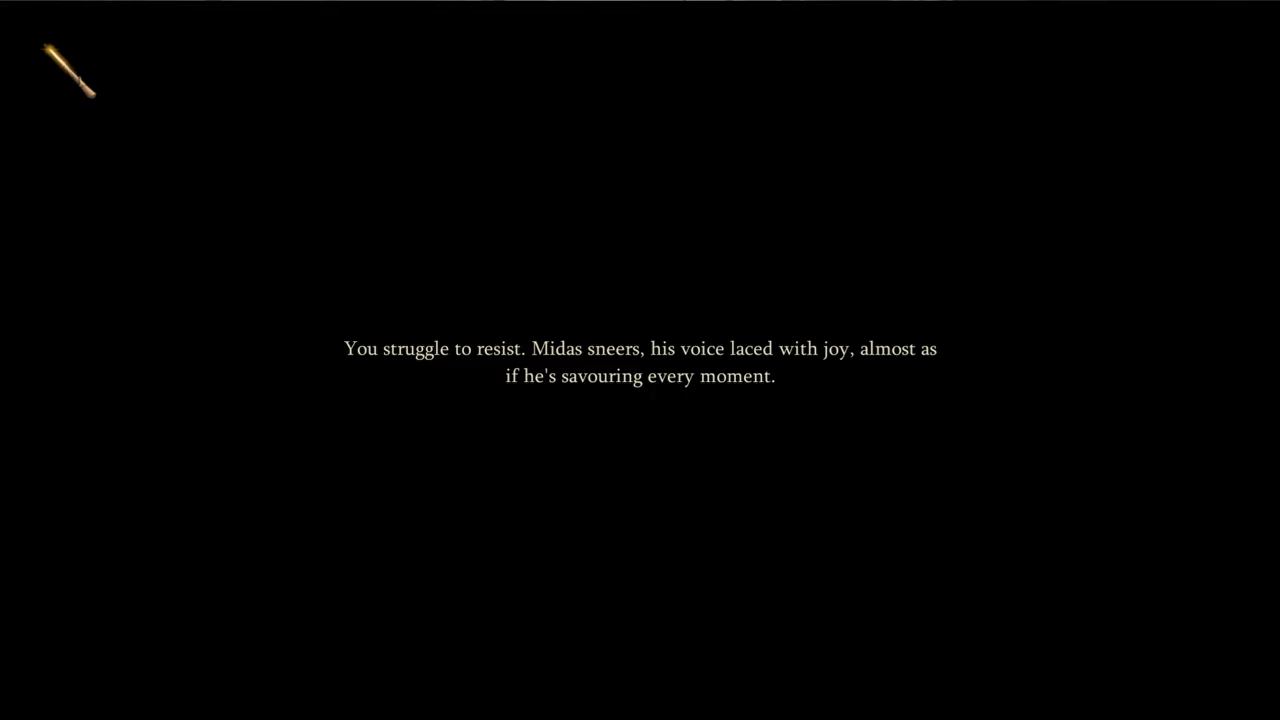 You struggle to resist. Midas sneers, his voice laced with joy, almost as
if he's savouring every moment.